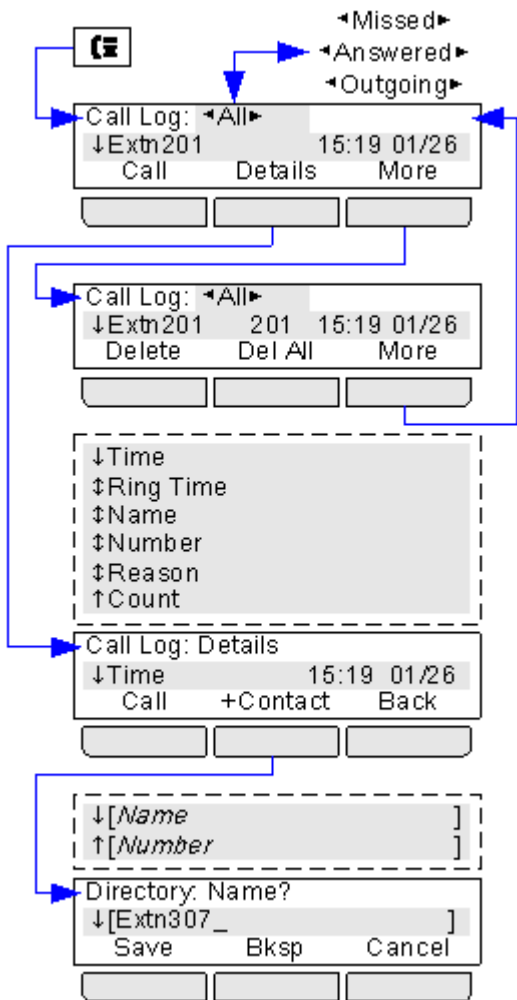 ◂Missed▸
◂Answered▸
◂Outgoing▸
Call Log: ◂All▸
↓Extn201 15:19 01/26
Call Details More
Call Log: ◂All▸
↓Extn201 201 15:19 01/26
Delete Del All More
↓Time
↕Ring Time
↕Name
↕Number
↕Reason
↑Count
Call Log: Details
↓Time 15:19 01/26
Call +Contact Back
↓[Name ]
↑[Number ]
Directory: Name?
↓[Extn307_ ]
Save Bksp Cancel